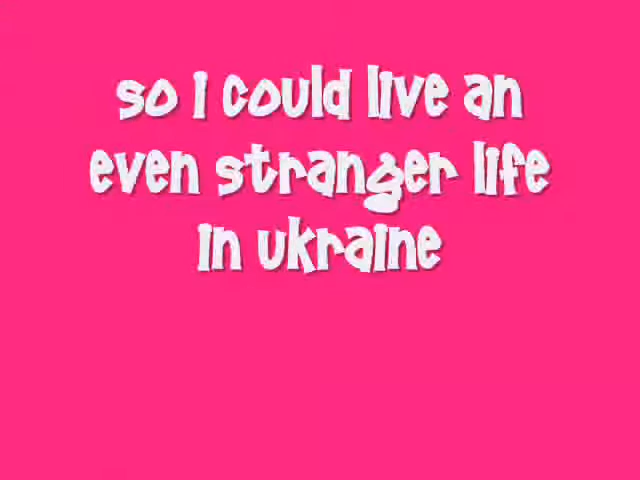 so I could live an
even stranger life
in ukraine